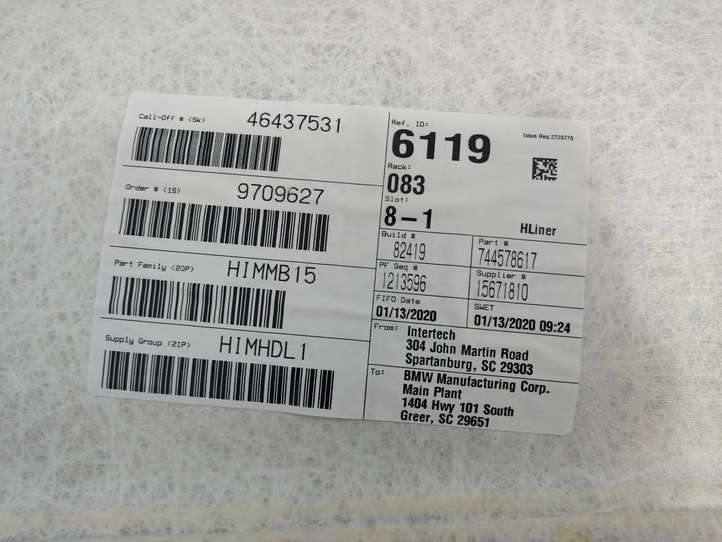 Call-Off # (5K) 46437531
Order # (1S) 9709627
Part Family (20P) HIMMB15
Supply Group (21P) HIMHDL1
Ref. ID:
6119
Issue Req:2729775
Rack:
083
Slot:
8-1
HLiner
Build #
82419
Part #
744578617
PF Seq #
1213596
Supplier #
15671810
FIFO Date
01/13/2020
SWET
01/13/2020 09:24
From: Intertech
304 John Martin Road
Spartanburg, SC 29303
To: BMW Manufacturing Corp.
Main Plant
1404 Hwy 101 South
Greer, SC 29651